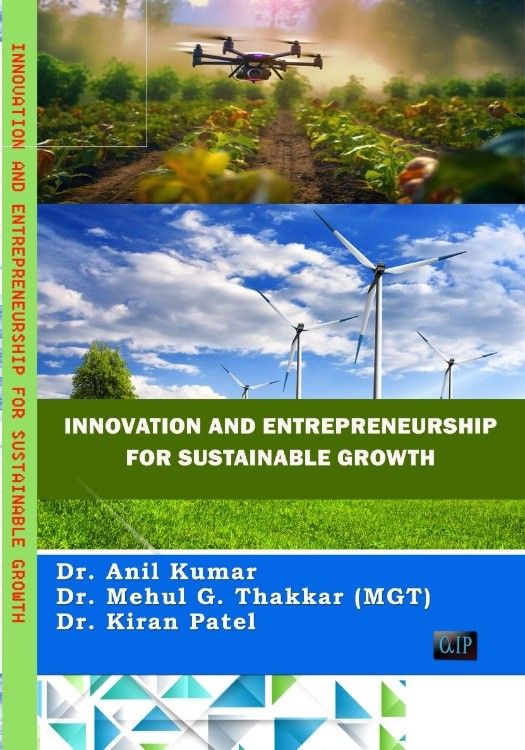 INNOVATION AND ENTREPRENEURSHIP FOR SUSTAINABLE GROWTH
INNOVATION AND ENTREPRENEURSHIP
FOR SUSTAINABLE GROWTH
Dr. Anil Kumar
Dr. Mehul G. Thakkar (MGT)
Dr. Kiran Patel
αIP